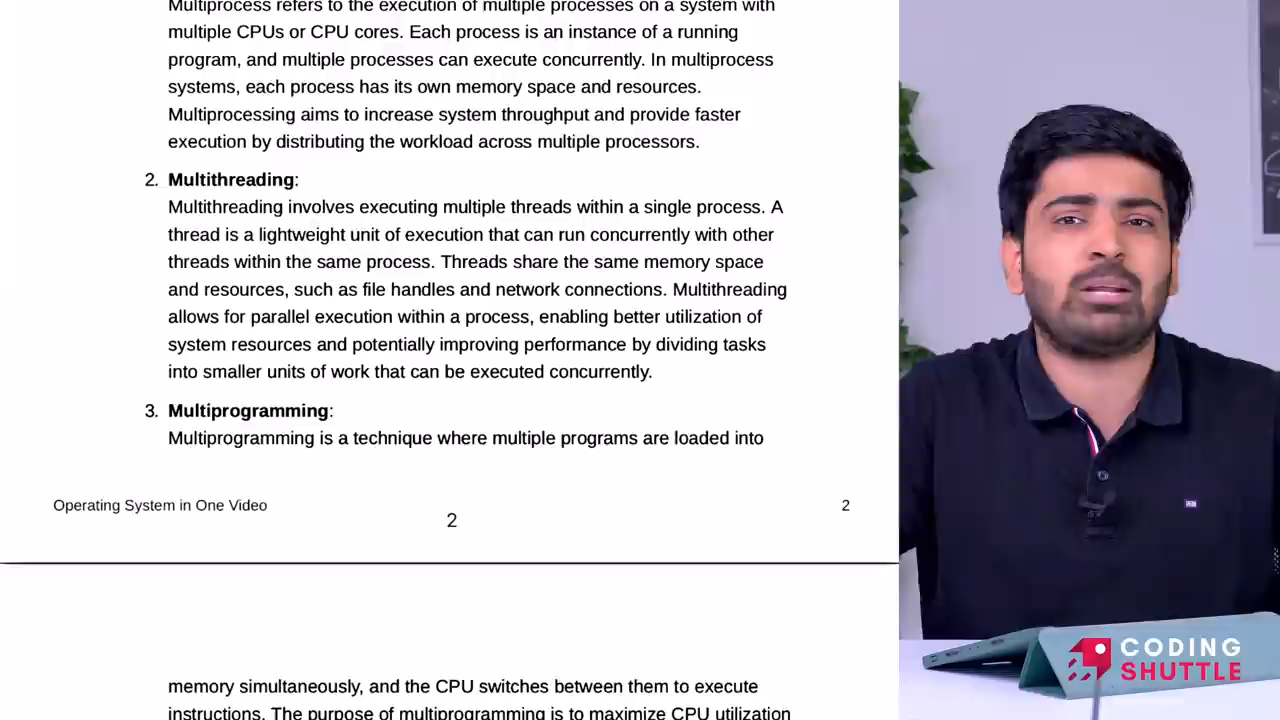 Multiprocess refers to the execution of multiple processes on a system with
multiple CPUs or CPU cores. Each process is an instance of a running
program, and multiple processes can execute concurrently. In multiprocess
systems, each process has its own memory space and resources.
Multiprocessing aims to increase system throughput and provide faster
execution by distributing the workload across multiple processors.
2. Multithreading:
Multithreading involves executing multiple threads within a single process. A
thread is a lightweight unit of execution that can run concurrently with other
threads within the same process. Threads share the same memory space
and resources, such as file handles and network connections. Multithreading
allows for parallel execution within a process, enabling better utilization of
system resources and potentially improving performance by dividing tasks
into smaller units of work that can be executed concurrently.
3. Multiprogramming:
Multiprogramming is a technique where multiple programs are loaded into
Operating System in One Video
2
2
memory simultaneously, and the CPU switches between them to execute
instructions. The purpose of multiprogramming is to maximize CPU utilization
CODING
SHUTTLE